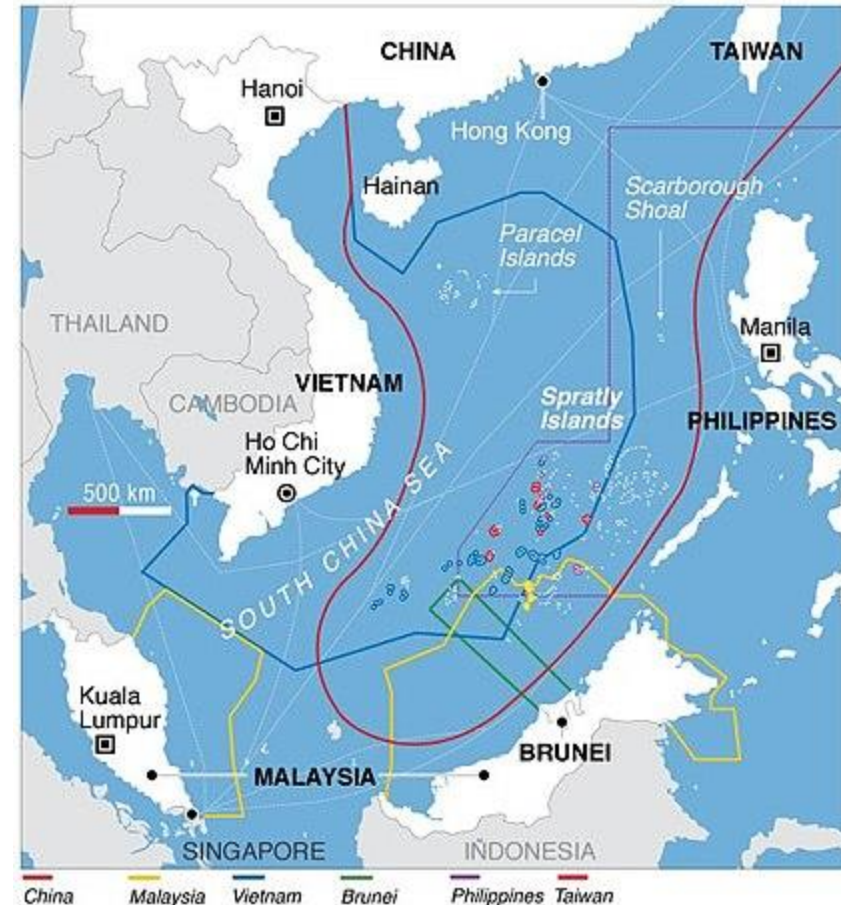 CHINA
TAIWAN
Hanoi
Hong Kong
Hainan
Scarborough
Shoal
Paracel
Islands
THAILAND
Manila
VIETNAM
CAMBODIA
Spratly
Islands
PHILIPPINES
Ho Chi
Minh City
500 km
SOUTH CHINA SEA
Kuala
Lumpur
BRUNEI
MALAYSIA
SINGAPORE
INDONESIA
China
Malaysia
Vietnam
Brunei
Philippines
Taiwan